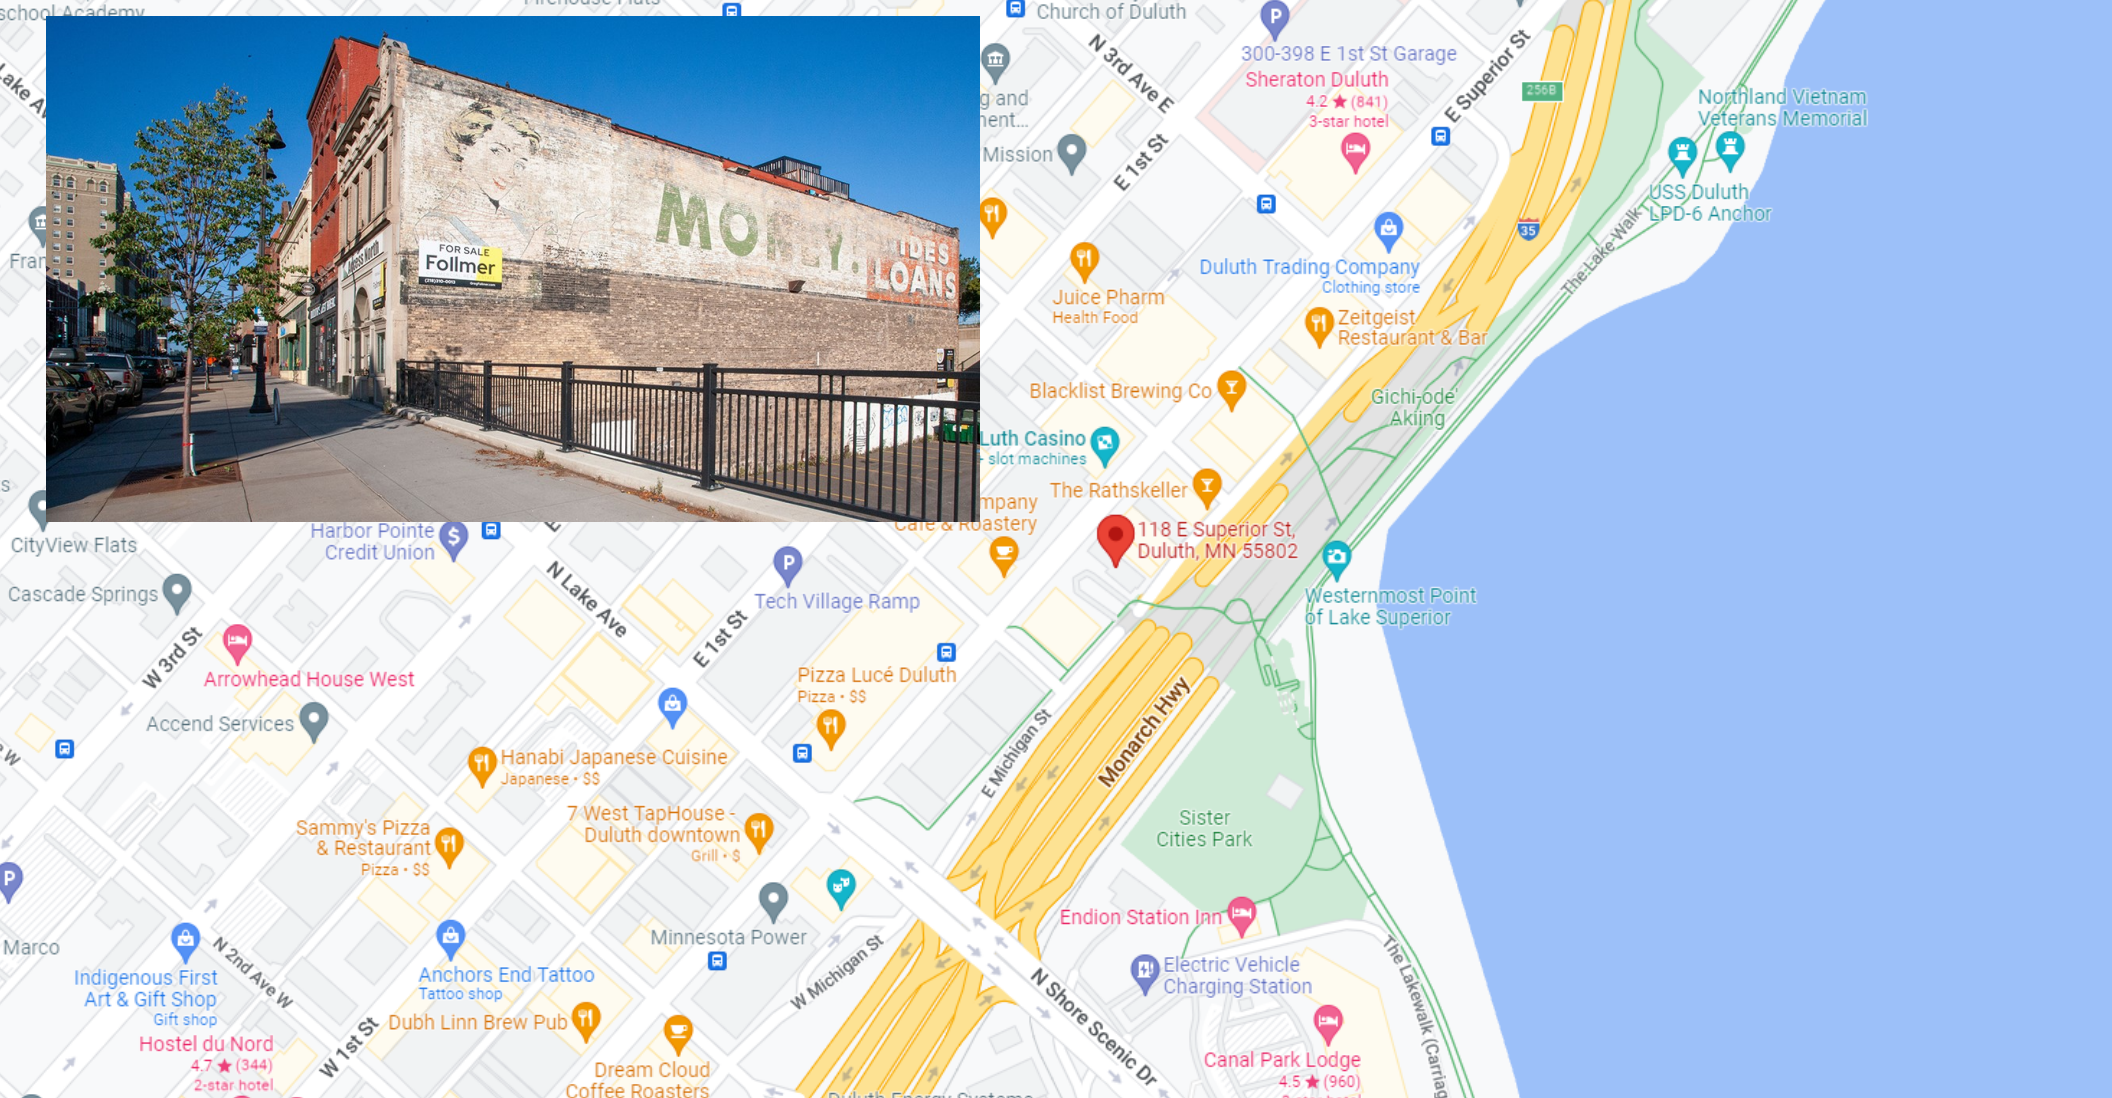 school Academy
Church of Duluth
N 3rd Ave E
300-398 E 1st St Garage
Sheraton Duluth
4.2 ★ (841)
3-star hotel
E Superior St
256B
Northland Vietnam
Veterans Memorial
USS Duluth
LPD-6 Anchor
The Lake Walk
35
Mission
E 1st St
Duluth Trading Company
Clothing store
Juice Pharm
Health Food
Zeitgeist
Restaurant & Bar
Blacklist Brewing Co
Gichi-ode'
Akiing
Luth Casino
slot machines
The Rathskeller
Cafe & Roastery
118 E Superior St,
Duluth, MN 55802
Westernmost Point
of Lake Superior
FOR SALE
Follmer
MONEY!
LOANS
Harbor Pointe
Credit Union
CityView Flats
Cascade Springs
N Lake Ave
Tech Village Ramp
E 1st St
W 3rd St
Arrowhead House West
Accend Services
Pizza Lucé Duluth
Pizza • $$
E Michigan St
Monarch Hwy
Hanabi Japanese Cuisine
Japanese • $$
7 West TapHouse -
Duluth downtown
Grill • $
Sammy's Pizza
& Restaurant
Pizza • $$
Sister
Cities Park
Endion Station Inn
Minnesota Power
W Michigan St
Marco
N 2nd Ave W
Indigenous First
Art & Gift Shop
Gift shop
Anchors End Tattoo
Tattoo shop
Dubh Linn Brew Pub
W 1st St
Hostel du Nord
4.7 ★ (344)
2-star hotel
Dream Cloud
Coffee Roasters
N Shore Scenic Dr
Electric Vehicle
Charging Station
Canal Park Lodge
4.5 ★ (960)
The Lakewalk (Carriag
Duluth Energy Systems